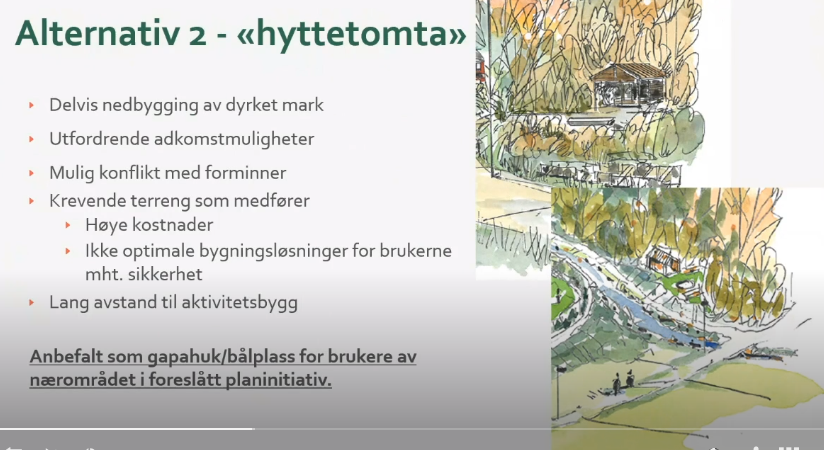 Alternativ 2 - «hyttetomta»
Delvis nedbygging av dyrket mark
Utfordrende adkomstmuligheter
Mulig konflikt med forminner
Krevende terreng som medfører
Høye kostnader
Ikke optimale bygningsløsninger for brukerne
mht. sikkerhet
Lang avstand til aktivitetsbygg
Anbefalt som gapahuk/bålplass for brukere av
nærområdet i foreslått planinitiativ.